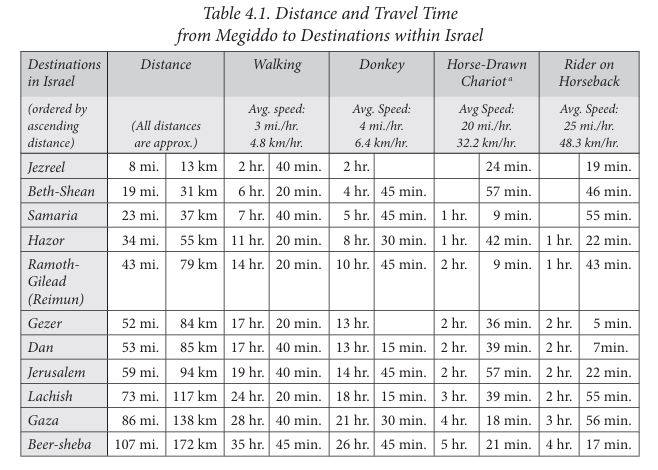 Table 4.1. Distance and Travel Time
from Megiddo to Destinations within Israel
Destinations in Israel | Distance | Walking | Donkey | Horse-Drawn Chariot a | Rider on Horseback
(ordered by ascending distance) | (All distances are approx.) | Avg. speed: 3 mi./hr. 4.8 km/hr. | Avg. Speed: 4 mi./hr. 6.4 km/hr. | Avg Speed: 20 mi./hr. 32.2 km/hr. | Avg. Speed: 25 mi./hr. 48.3 km/hr.
Jezreel 8 mi. 13 km 2 hr. 40 min. 2 hr. 24 min. 19 min.
Beth-Shean 19 mi. 31 km 6 hr. 20 min. 4 hr. 45 min. 57 min. 46 min.
Samaria 23 mi. 37 km 7 hr. 40 min. 5 hr. 45 min. 1 hr. 9 min. 55 min.
Hazor 34 mi. 55 km 11 hr. 20 min. 8 hr. 30 min. 1 hr. 42 min. 1 hr. 22 min.
Ramoth-Gilead (Reimun) 43 mi. 79 km 14 hr. 20 min. 10 hr. 45 min. 2 hr. 9 min. 1 hr. 43 min.
Gezer 52 mi. 84 km 17 hr. 20 min. 13 hr. 2 hr. 36 min. 2 hr. 5 min.
Dan 53 mi. 85 km 17 hr. 40 min. 13 hr. 15 min. 2 hr. 39 min. 2 hr. 7min.
Jerusalem 59 mi. 94 km 19 hr. 40 min. 14 hr. 45 min. 2 hr. 57 min. 2 hr. 22 min.
Lachish 73 mi. 117 km 24 hr. 20 min. 18 hr. 15 min. 3 hr. 39 min. 2 hr. 55 min.
Gaza 86 mi. 138 km 28 hr. 40 min. 21 hr. 30 min. 4 hr. 18 min. 3 hr. 56 min.
Beer-sheba 107 mi. 172 km 35 hr. 45 min. 26 hr. 45 min. 5 hr. 21 min. 4 hr. 17 min.